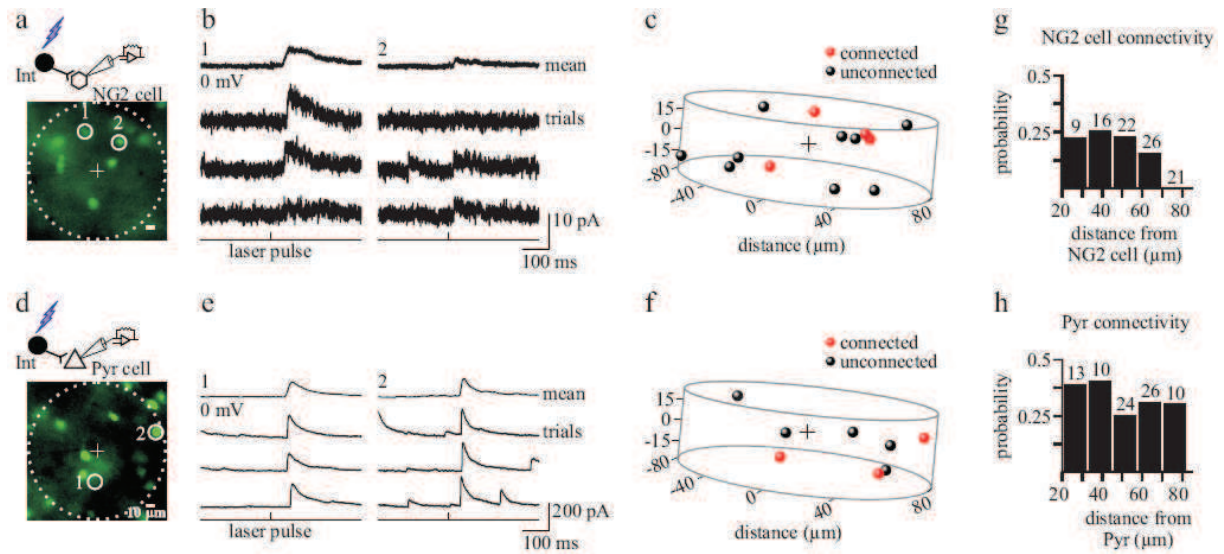 a
Int
NG2 cell
1
2
b
1
0 mV
2
mean
trials
10 pA
laser pulse
100 ms
c
connected
unconnected
15
0
-15
-80
-40
0
40
80
distance (µm)
g
NG2 cell connectivity
0.5
0.25
probability
9
16
22
26
21
20 40 60 80
distance from
NG2 cell (µm)
d
Int
Pyr cell
2
1
10 µm
e
1
0 mV
2
mean
trials
200 pA
laser pulse
100 ms
f
connected
unconnected
15
0
-15
-80
-40
0
40
80
distance (µm)
h
Pyr connectivity
0.5
0.25
probability
13
10
24
26
10
20 40 60 80
distance from
Pyr (µm)